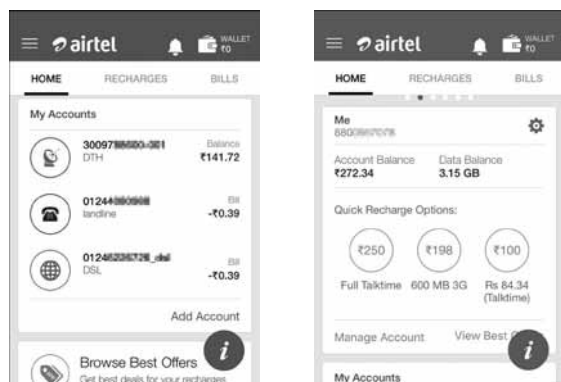 airtel
WALLET
₹0
HOME RECHARGES BILLS
My Accounts
Balance
DTH
₹141.72
Bill
landline
-₹0.39
Bill
DSL
-₹0.39
Add Account
Browse Best Offers
Get best deals for your recharges
i
airtel
WALLET
₹0
HOME RECHARGES BILLS
Me
Account Balance Data Balance
₹272.34 3.15 GB
Quick Recharge Options:
₹250 ₹198 ₹100
Full Talktime 600 MB 3G Rs 84.34
(Talktime)
Manage Account View Best
i
My Accounts